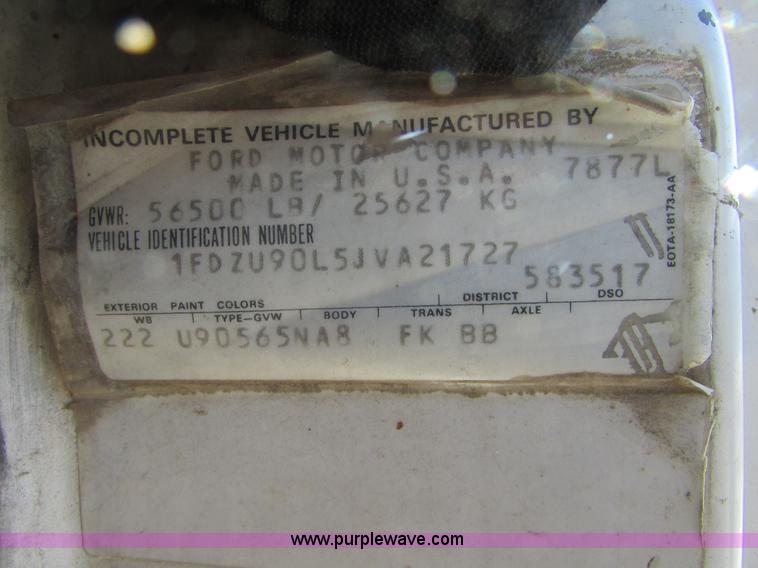 INCOMPLETE VEHICLE MANUFACTURED BY
FORD MOTOR COMPANY
MADE IN U.S.A. 7877L
GVWR: 56500 LB/ 25627 KG
VEHICLE IDENTIFICATION NUMBER
1FDZU90L5JVA21727
583517
EXTERIOR PAINT COLORS DISTRICT DSO
WB TYPE-GVW BODY TRANS AXLE
222 U90565NA8 FK BB
EOTA-18173-AA
www.purplewave.com